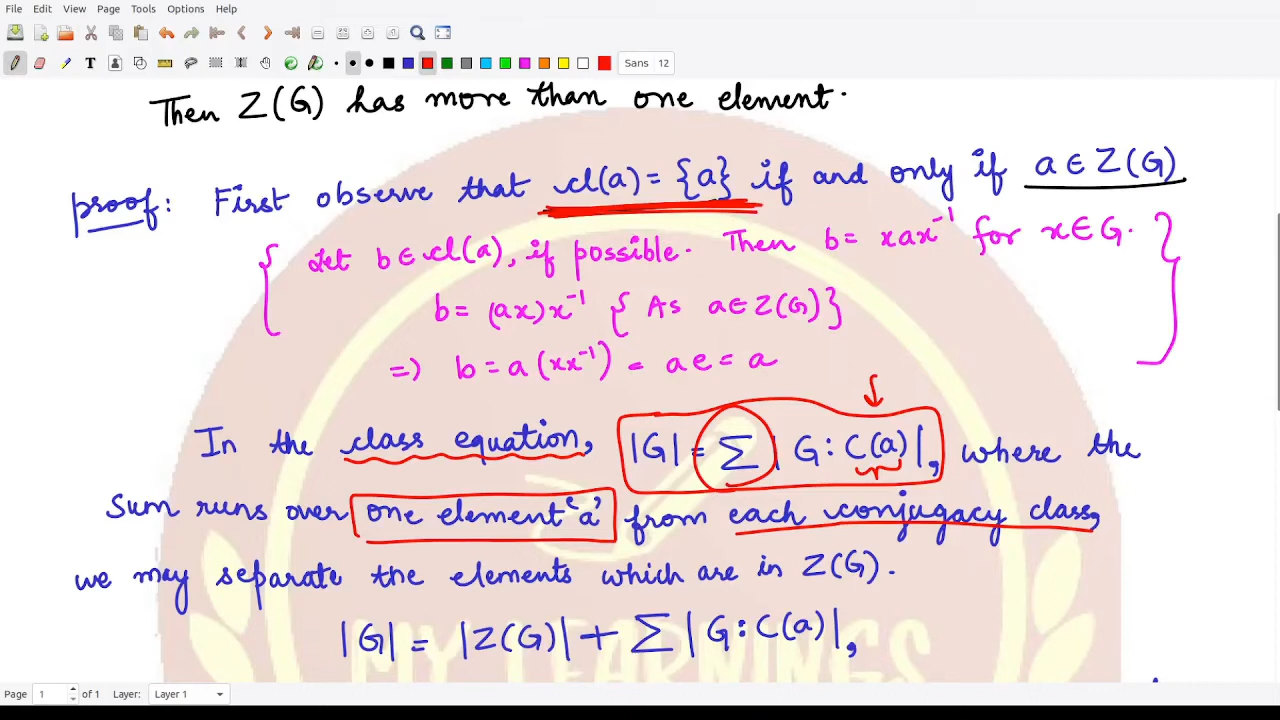 File Edit View Page Tools Options Help
Sans 12
Then Z(G) has more than one element.
proof: First observe that cl(a) = {a} if and only if a ∈ Z(G)
{ Let b ∈ cl(a), if possible. Then b = xax⁻¹ for x ∈ G. }
b = (ax)x⁻¹ { As a ∈ Z(G)}
=> b = a(xx⁻¹) = ae = a
In the class equation, |G| = ∑ |G : C(a)|, where the
Sum runs over one element 'a' from each conjugacy class,
we may separate the elements which are in Z(G).
|G| = |Z(G)| + ∑ |G : C(a)|,
MY LEARNINGS
Page 1 of 1 Layer: Layer 1